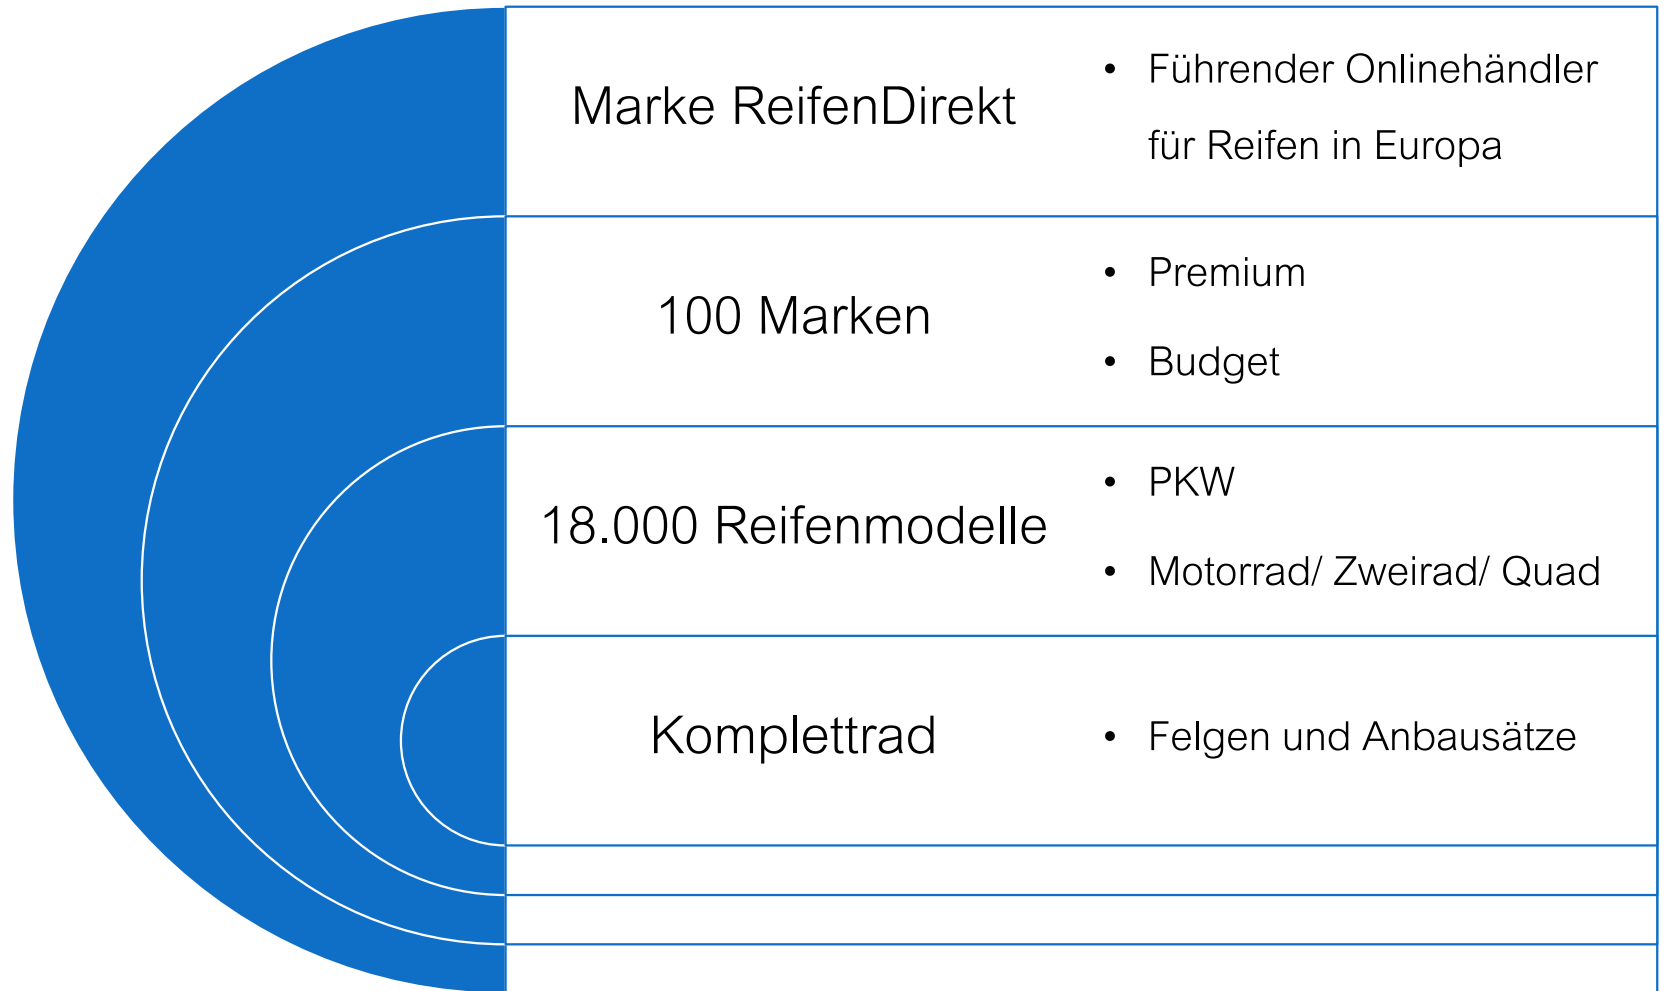 Marke ReifenDirekt
• Führender Onlinehändler
für Reifen in Europa
100 Marken
• Premium
• Budget
18.000 Reifenmodelle
• PKW
• Motorrad/ Zweirad/ Quad
Komplettrad
• Felgen und Anbausätze